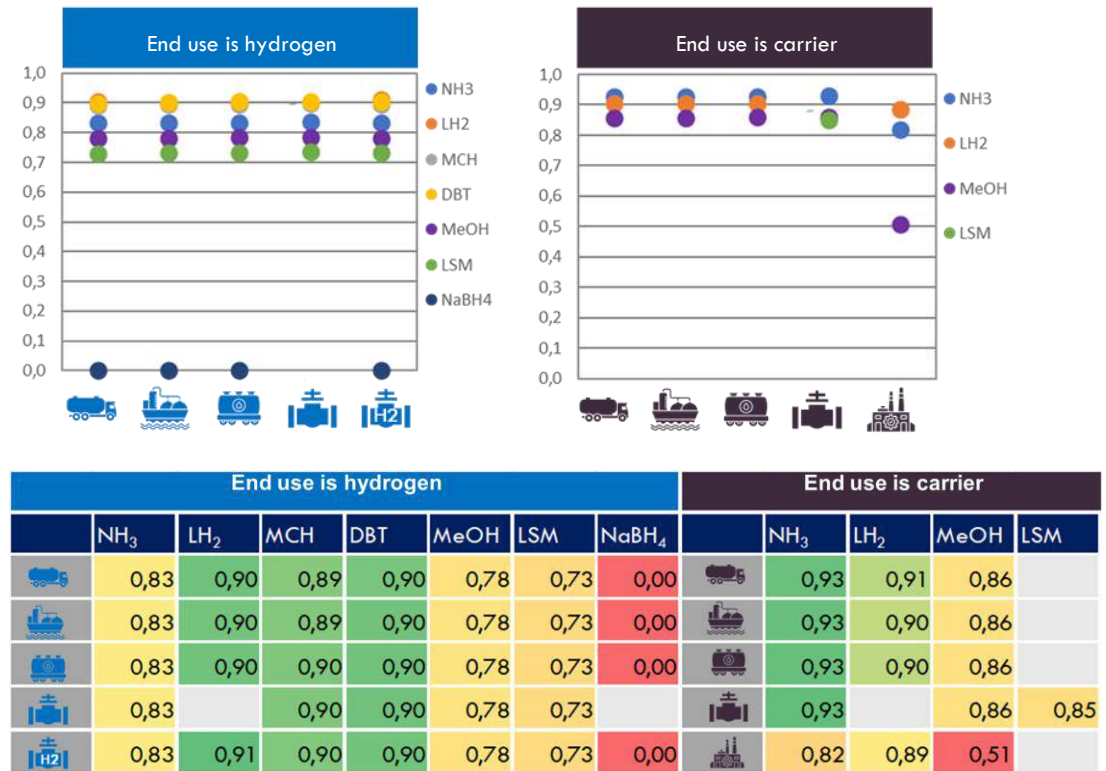 End use is hydrogen
1,0
0,9
0,8
0,7
0,6
0,5
0,4
0,3
0,2
0,1
0,0
NH3
LH2
MCH
DBT
MeOH
LSM
NaBH4
H2
End use is carrier
1,0
0,9
0,8
0,7
0,6
0,5
0,4
0,3
0,2
0,1
0,0
NH3
LH2
MeOH
LSM
End use is hydrogen End use is carrier
NH₃ LH₂ MCH DBT MeOH LSM NaBH₄ NH₃ LH₂ MeOH LSM
0,83 0,90 0,89 0,90 0,78 0,73 0,00 0,93 0,91 0,86
0,83 0,90 0,89 0,90 0,78 0,73 0,00 0,93 0,90 0,86
0,83 0,90 0,90 0,90 0,78 0,73 0,00 0,93 0,90 0,86
0,83 0,90 0,90 0,78 0,73 0,93 0,86 0,85
H2 0,83 0,91 0,90 0,90 0,78 0,73 0,00 0,82 0,89 0,51